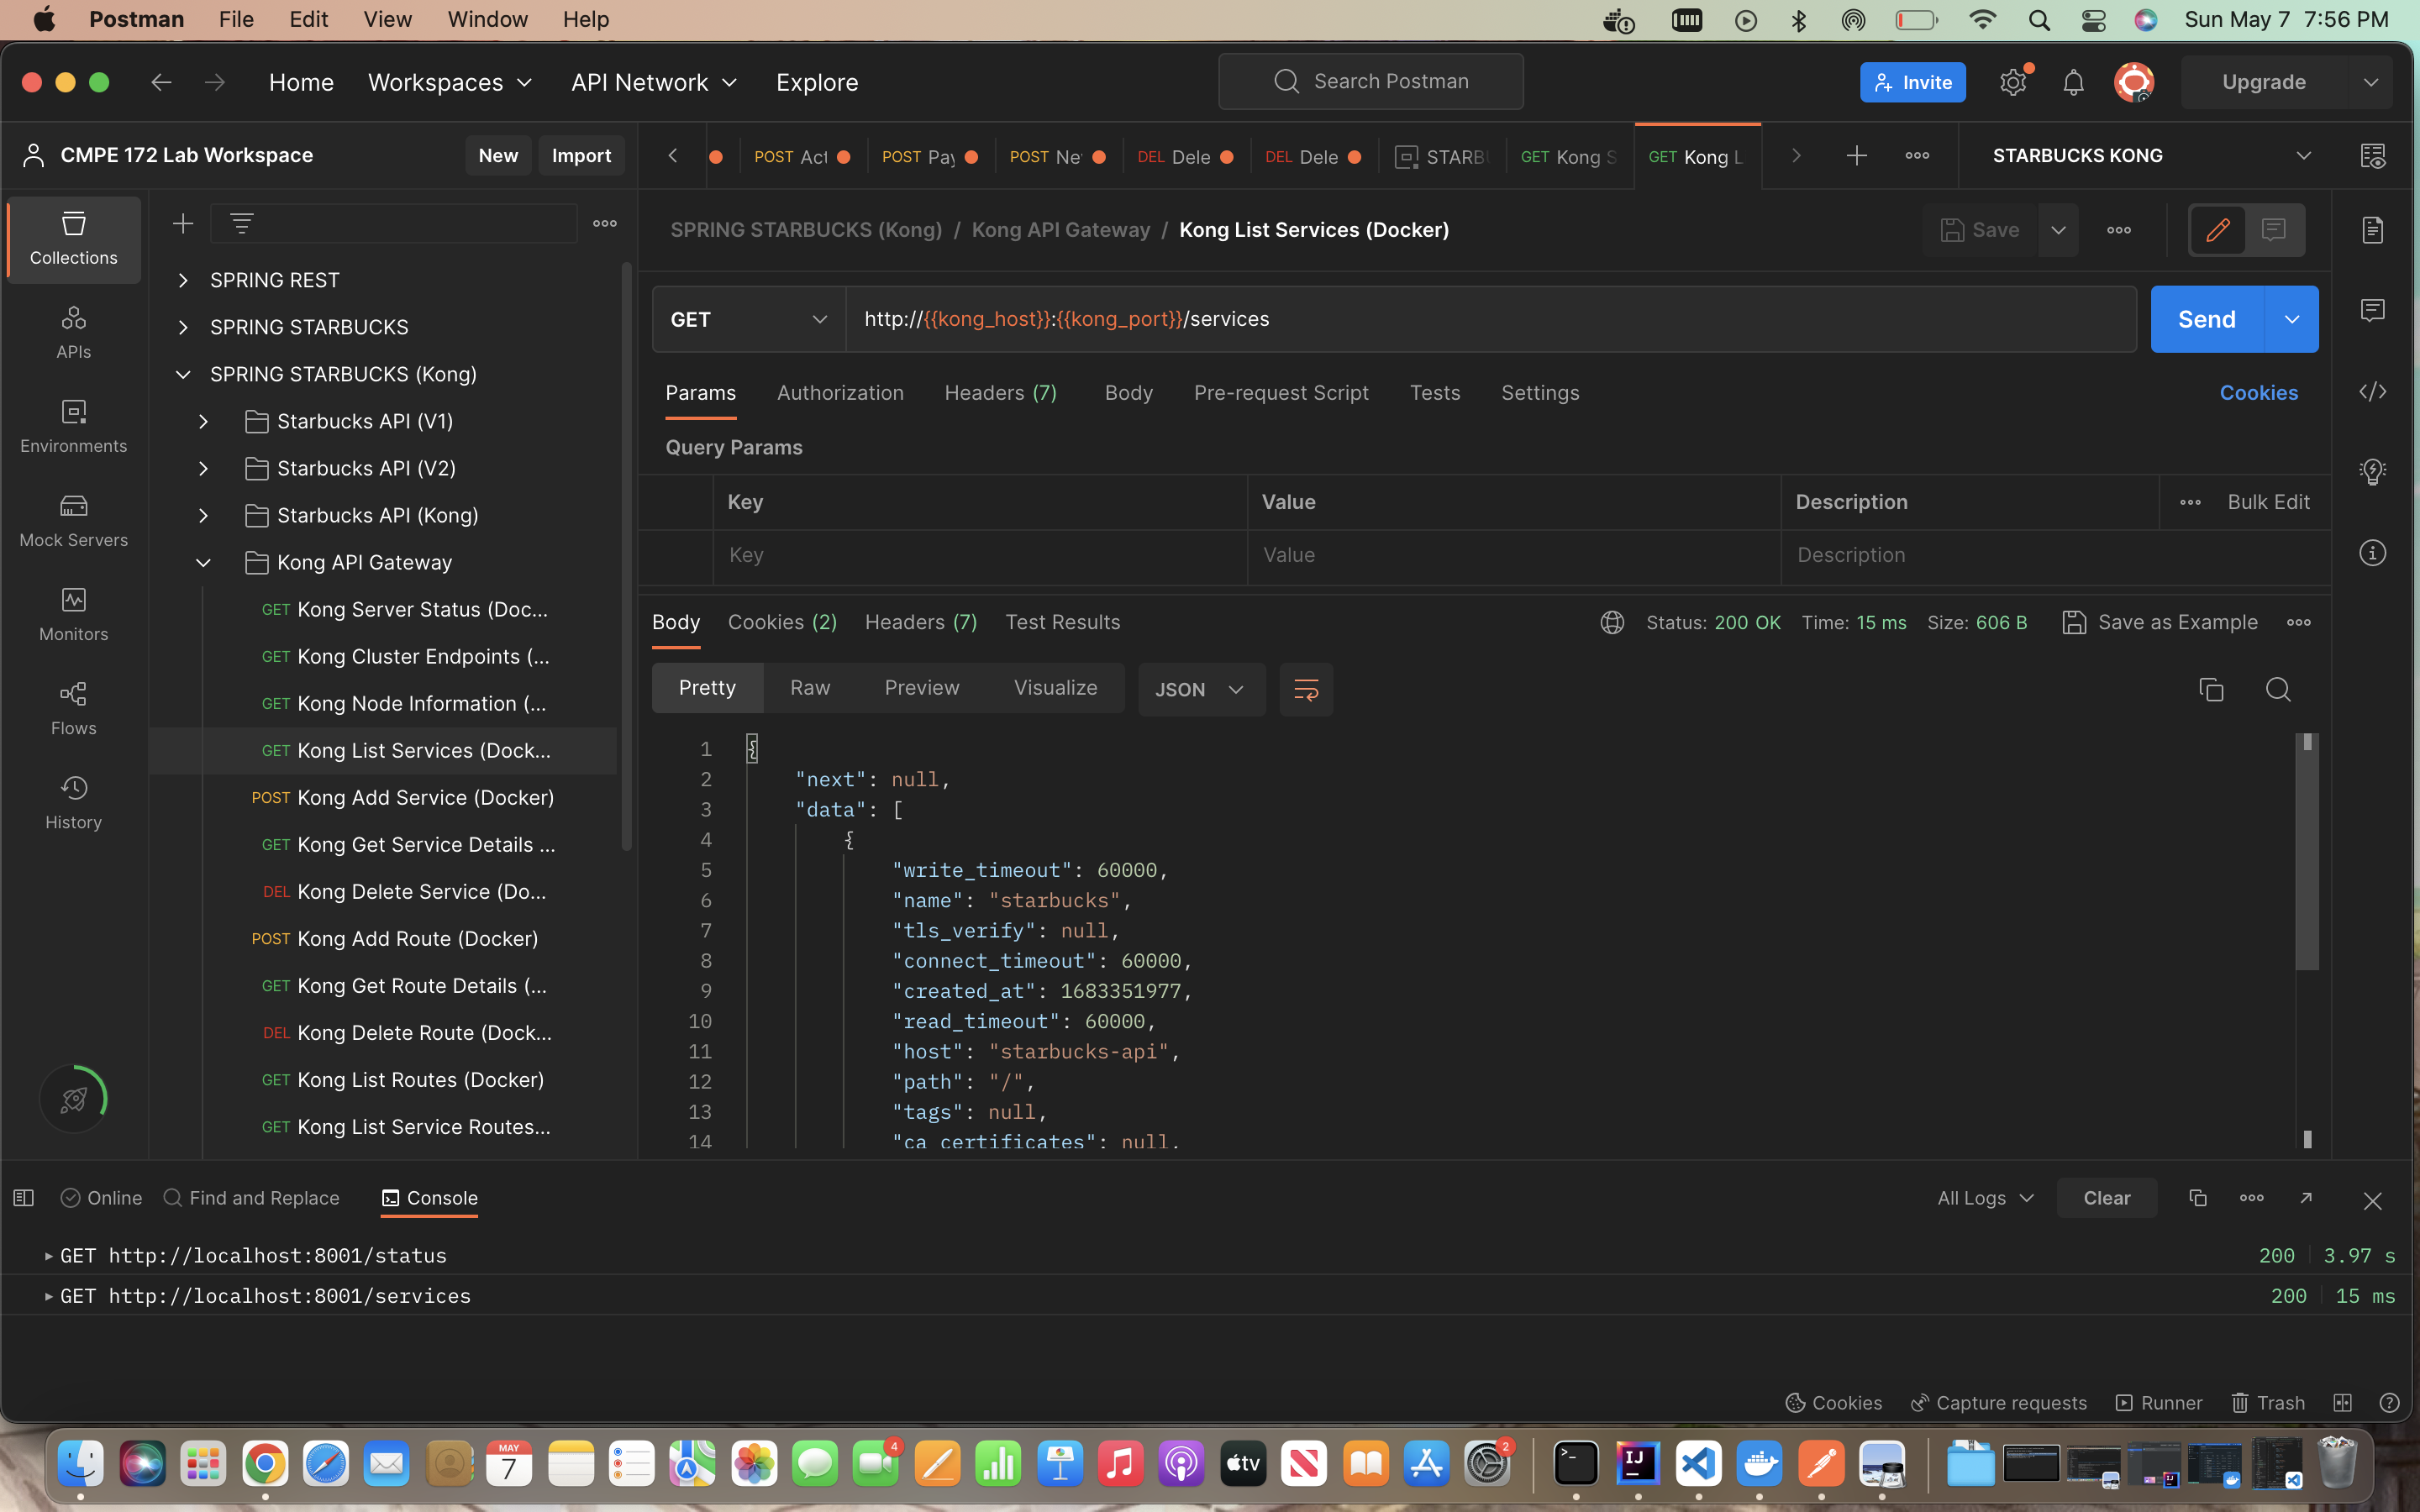 Postman File Edit View Window Help Sun May 7 7:56 PM
Home Workspaces API Network Explore Search Postman Invite Upgrade
CMPE 172 Lab Workspace New Import
POST Act POST Pay POST Ne DEL Dele DEL Dele STARB GET Kong S GET Kong L STARBUCKS KONG
Collections
APIs
Environments
Mock Servers
Monitors
Flows
History
SPRING REST
SPRING STARBUCKS
SPRING STARBUCKS (Kong)
Starbucks API (V1)
Starbucks API (V2)
Starbucks API (Kong)
Kong API Gateway
GET Kong Server Status (Doc...
GET Kong Cluster Endpoints (...
GET Kong Node Information (...
GET Kong List Services (Dock...
POST Kong Add Service (Docker)
GET Kong Get Service Details ...
DEL Kong Delete Service (Do...
POST Kong Add Route (Docker)
GET Kong Get Route Details (...
DEL Kong Delete Route (Dock...
GET Kong List Routes (Docker)
GET Kong List Service Routes...
SPRING STARBUCKS (Kong) / Kong API Gateway / Kong List Services (Docker) Save
GET http://{{kong_host}}:{{kong_port}}/services Send
Params Authorization Headers (7) Body Pre-request Script Tests Settings Cookies
Query Params
Key Value Description Bulk Edit
Key Value Description
Body Cookies (2) Headers (7) Test Results Status: 200 OK Time: 15 ms Size: 606 B Save as Example
Pretty Raw Preview Visualize JSON
1 {
2 "next": null,
3 "data": [
4 {
5 "write_timeout": 60000,
6 "name": "starbucks",
7 "tls_verify": null,
8 "connect_timeout": 60000,
9 "created_at": 1683351977,
10 "read_timeout": 60000,
11 "host": "starbucks-api",
12 "path": "/",
13 "tags": null,
14 "ca_certificates": null,
Online Find and Replace Console All Logs Clear
GET http://localhost:8001/status 200 3.97 s
GET http://localhost:8001/services 200 15 ms
Cookies Capture requests Runner Trash
MAY
7
4
tv
2
IJ